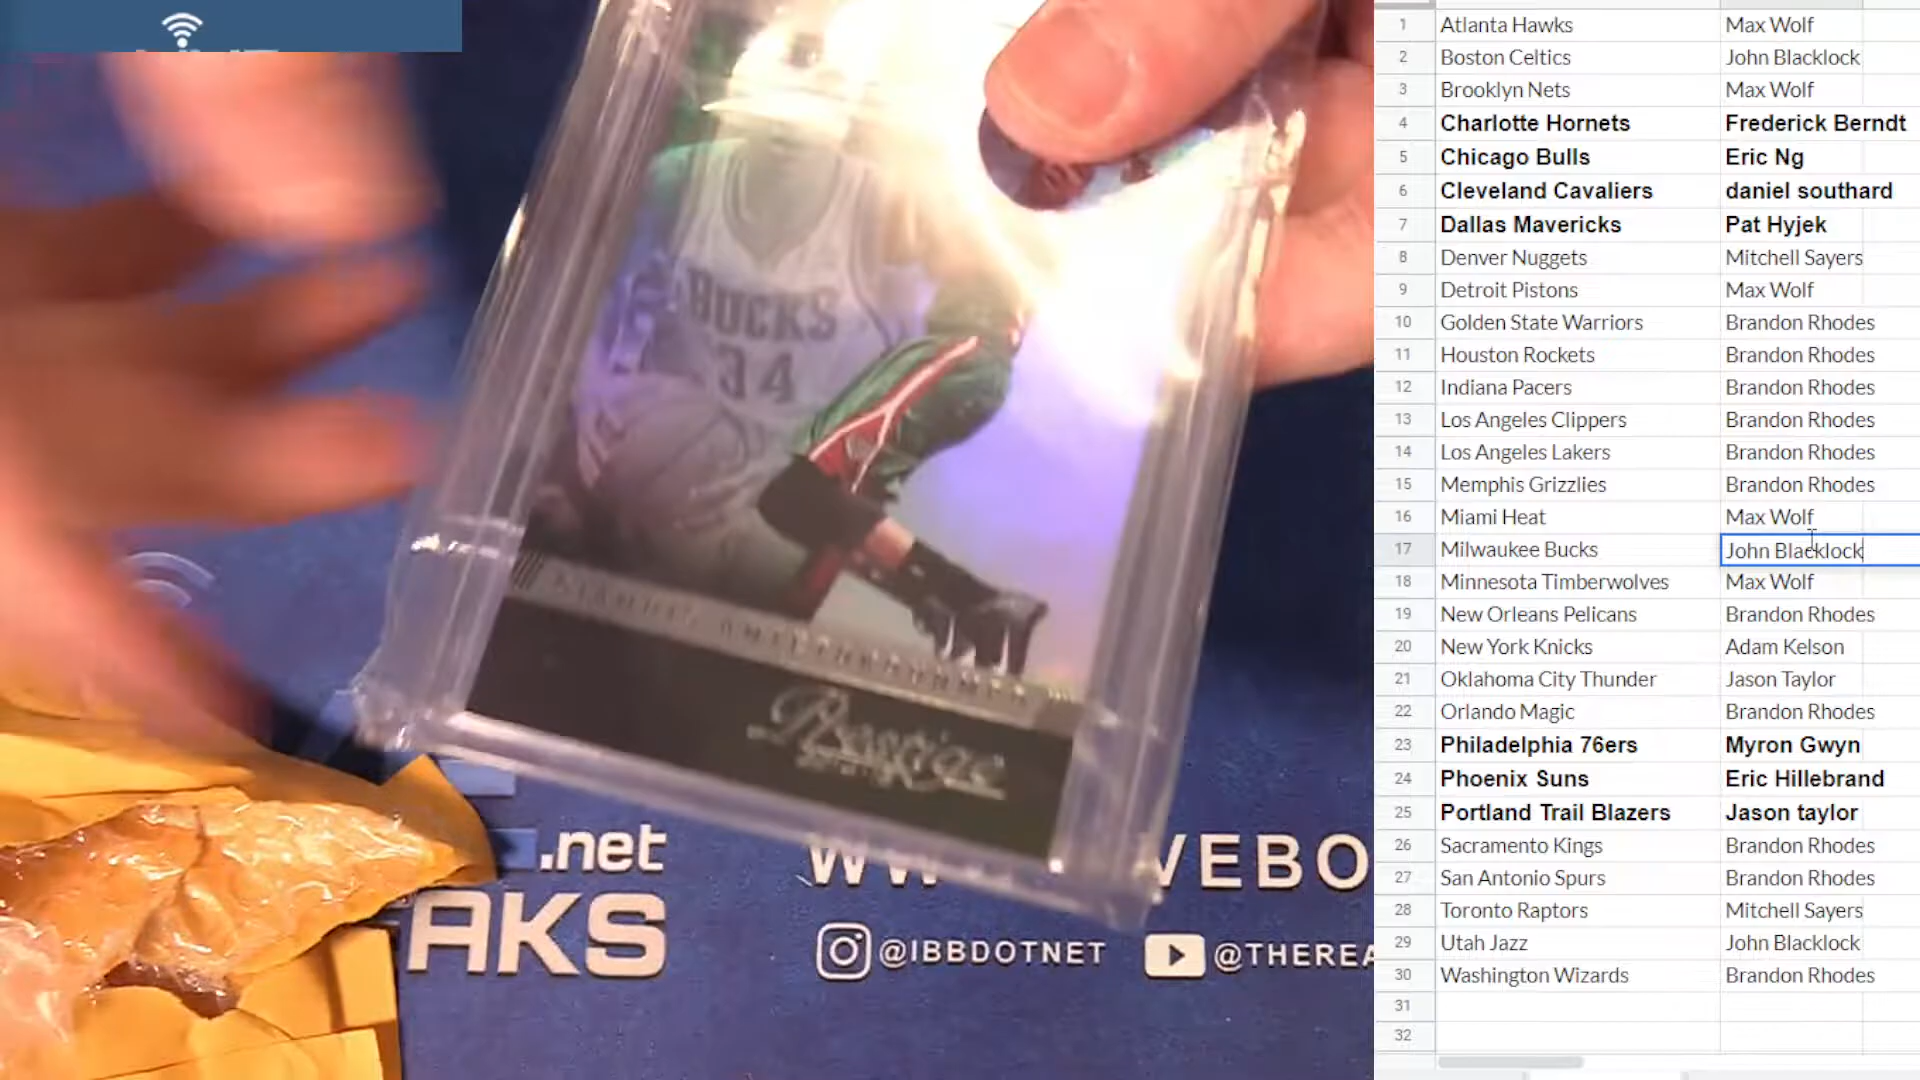 BUCKS
34
GIANNIS ANTETOKOUNMPO
Prestige
.net
AKS
WW VEBO
@IBBDOTNET
@THEREA
1 Atlanta Hawks Max Wolf
2 Boston Celtics John Blacklock
3 Brooklyn Nets Max Wolf
4 Charlotte Hornets Frederick Berndt
5 Chicago Bulls Eric Ng
6 Cleveland Cavaliers daniel southard
7 Dallas Mavericks Pat Hyjek
8 Denver Nuggets Mitchell Sayers
9 Detroit Pistons Max Wolf
10 Golden State Warriors Brandon Rhodes
11 Houston Rockets Brandon Rhodes
12 Indiana Pacers Brandon Rhodes
13 Los Angeles Clippers Brandon Rhodes
14 Los Angeles Lakers Brandon Rhodes
15 Memphis Grizzlies Brandon Rhodes
16 Miami Heat Max Wolf
17 Milwaukee Bucks John Blacklock
18 Minnesota Timberwolves Max Wolf
19 New Orleans Pelicans Brandon Rhodes
20 New York Knicks Adam Kelson
21 Oklahoma City Thunder Jason Taylor
22 Orlando Magic Brandon Rhodes
23 Philadelphia 76ers Myron Gwyn
24 Phoenix Suns Eric Hillebrand
25 Portland Trail Blazers Jason taylor
26 Sacramento Kings Brandon Rhodes
27 San Antonio Spurs Brandon Rhodes
28 Toronto Raptors Mitchell Sayers
29 Utah Jazz John Blacklock
30 Washington Wizards Brandon Rhodes
31
32